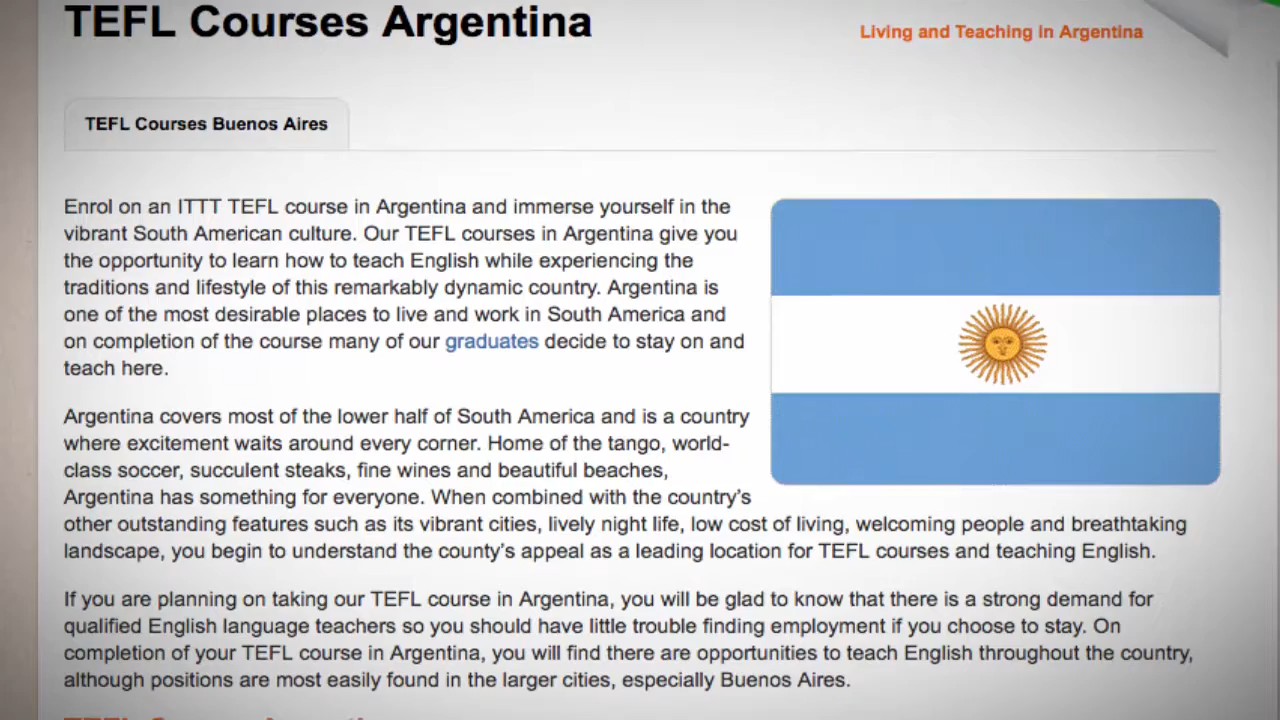 TEFL Courses Argentina
Living and Teaching in Argentina
TEFL Courses Buenos Aires
Enrol on an ITTT TEFL course in Argentina and immerse yourself in the
vibrant South American culture. Our TEFL courses in Argentina give you
the opportunity to learn how to teach English while experiencing the
traditions and lifestyle of this remarkably dynamic country. Argentina is
one of the most desirable places to live and work in South America and
on completion of the course many of our graduates decide to stay on and
teach here.
Argentina covers most of the lower half of South America and is a country
where excitement waits around every corner. Home of the tango, world-
class soccer, succulent steaks, fine wines and beautiful beaches,
Argentina has something for everyone. When combined with the country's
other outstanding features such as its vibrant cities, lively night life, low cost of living, welcoming people and breathtaking
landscape, you begin to understand the county's appeal as a leading location for TEFL courses and teaching English.
If you are planning on taking our TEFL course in Argentina, you will be glad to know that there is a strong demand for
qualified English language teachers so you should have little trouble finding employment if you choose to stay. On
completion of your TEFL course in Argentina, you will find there are opportunities to teach English throughout the country,
although positions are most easily found in the larger cities, especially Buenos Aires.